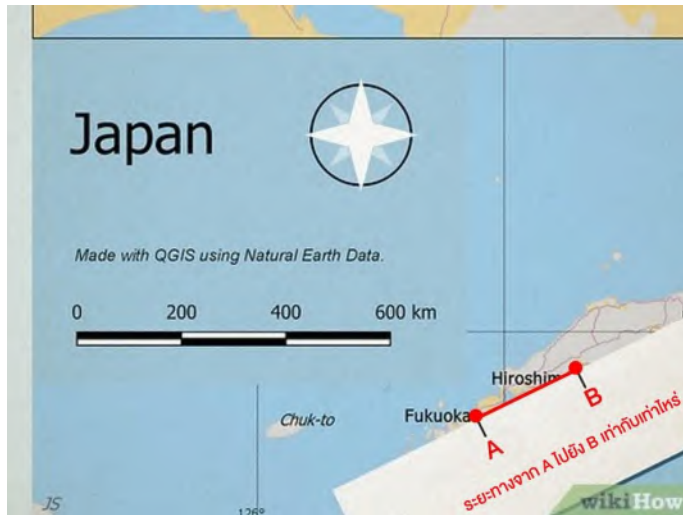 Japan
Made with QGIS using Natural Earth Data.
0 200 400 600 km
Hiroshim
Fukuoka
B
A
Chuk-to
ระยะทางจาก A ไปยัง B เท่ากับเท่าไหร่
JS
126°
wikiHow